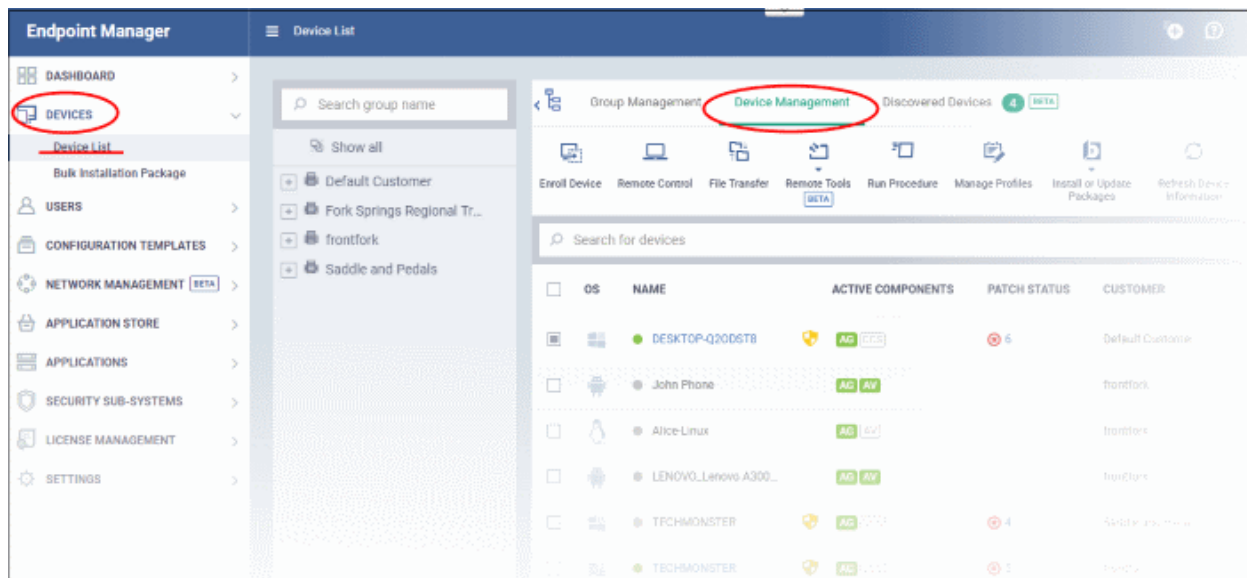 Endpoint Manager
Device List
DASHBOARD
DEVICES
Device List
Bulk Installation Package
USERS
CONFIGURATION TEMPLATES
NETWORK MANAGEMENT BETA
APPLICATION STORE
APPLICATIONS
SECURITY SUB-SYSTEMS
LICENSE MANAGEMENT
SETTINGS
Search group name
Show all
Default Customer
Fork Springs Regional Tr...
frontfork
Saddle and Pedals
Group Management Device Management Discovered Devices 4 BETA
Enroll Device
Remote Control
File Transfer
Remote Tools
BETA
Run Procedure
Manage Profiles
Install or Update
Packages
Refresh Device
Information
Search for devices
OS NAME ACTIVE COMPONENTS PATCH STATUS CUSTOMER
DESKTOP-Q2ODST8 AG CCS 6 Default Customer
John Phone AG AV frontfork
Alice-Linux AG AV frontfork
LENOVO_Lenovo A300... AG AV frontfork
TECHMONSTER AG 4
TECHMONSTER AG